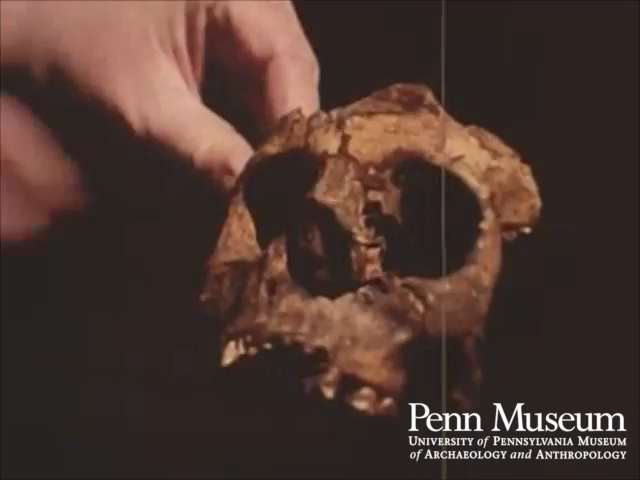 Penn Museum
UNIVERSITY of PENNSYLVANIA MUSEUM
of ARCHAEOLOGY and ANTHROPOLOGY